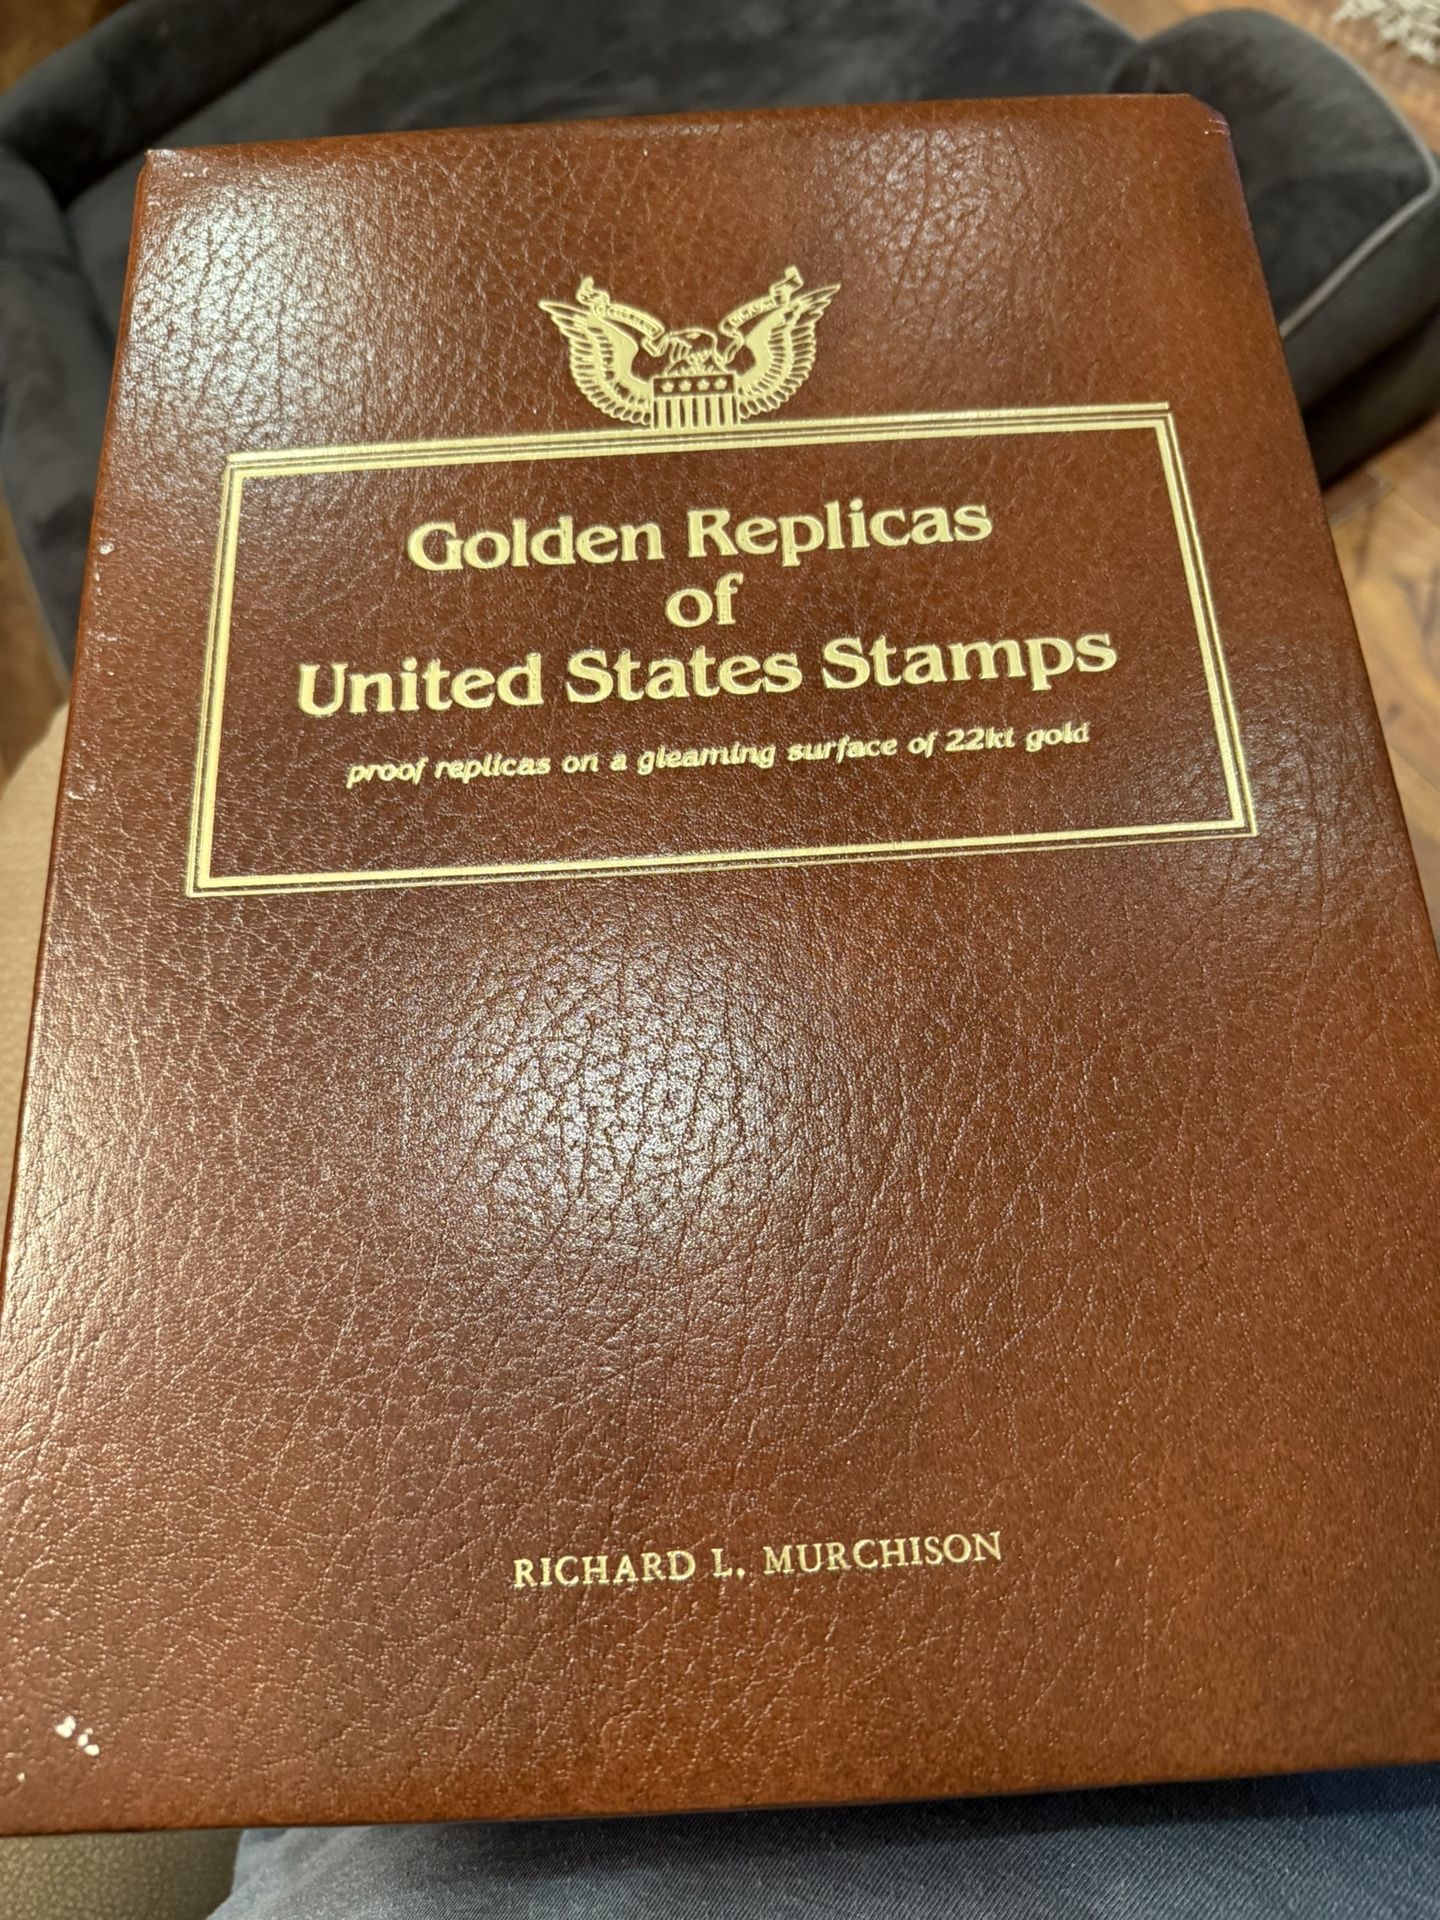 Golden Replicas
of
United States Stamps
proof replicas on a gleaming surface of 22kt gold
RICHARD L. MURCHISON